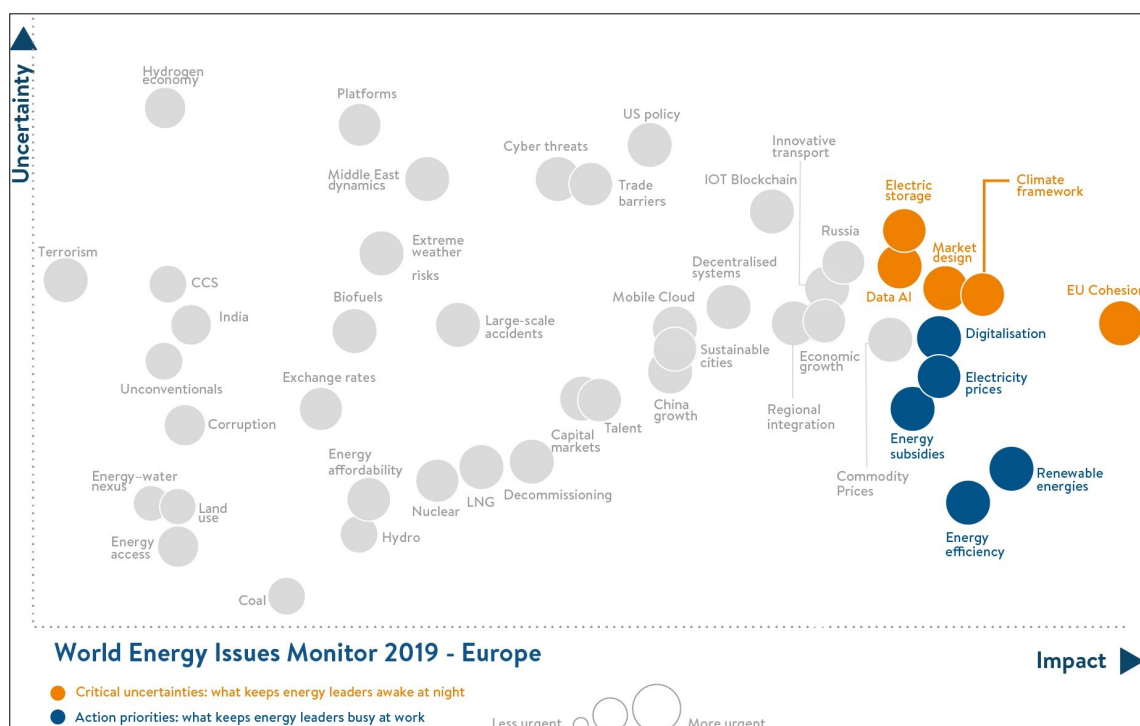 Uncertainty
Hydrogen
economy
Platforms
US policy
Cyber threats
Innovative
transport
Middle East
dynamics
Trade
barriers
IOT Blockchain
Electric
storage
Climate
framework
Terrorism
Extreme
weather
risks
Russia
Market
design
CCS
Decentralised
systems
Data AI
EU Cohesion
Biofuels
Mobile Cloud
India
Large-scale
accidents
Digitalisation
Sustainable
cities
Economic
growth
Unconventionals
Exchange rates
Electricity
prices
China
growth
Regional
integration
Corruption
Capital
markets
Talent
Energy
subsidies
Energy
affordability
Energy-water
nexus
Commodity
Prices
Renewable
energies
Decommissioning
LNG
Nuclear
Land
use
Hydro
Energy
access
Energy
efficiency
Coal
World Energy Issues Monitor 2019 - Europe
Impact
Critical uncertainties: what keeps energy leaders awake at night
Action priorities: what keeps energy leaders busy at work
Less urgent
More urgent